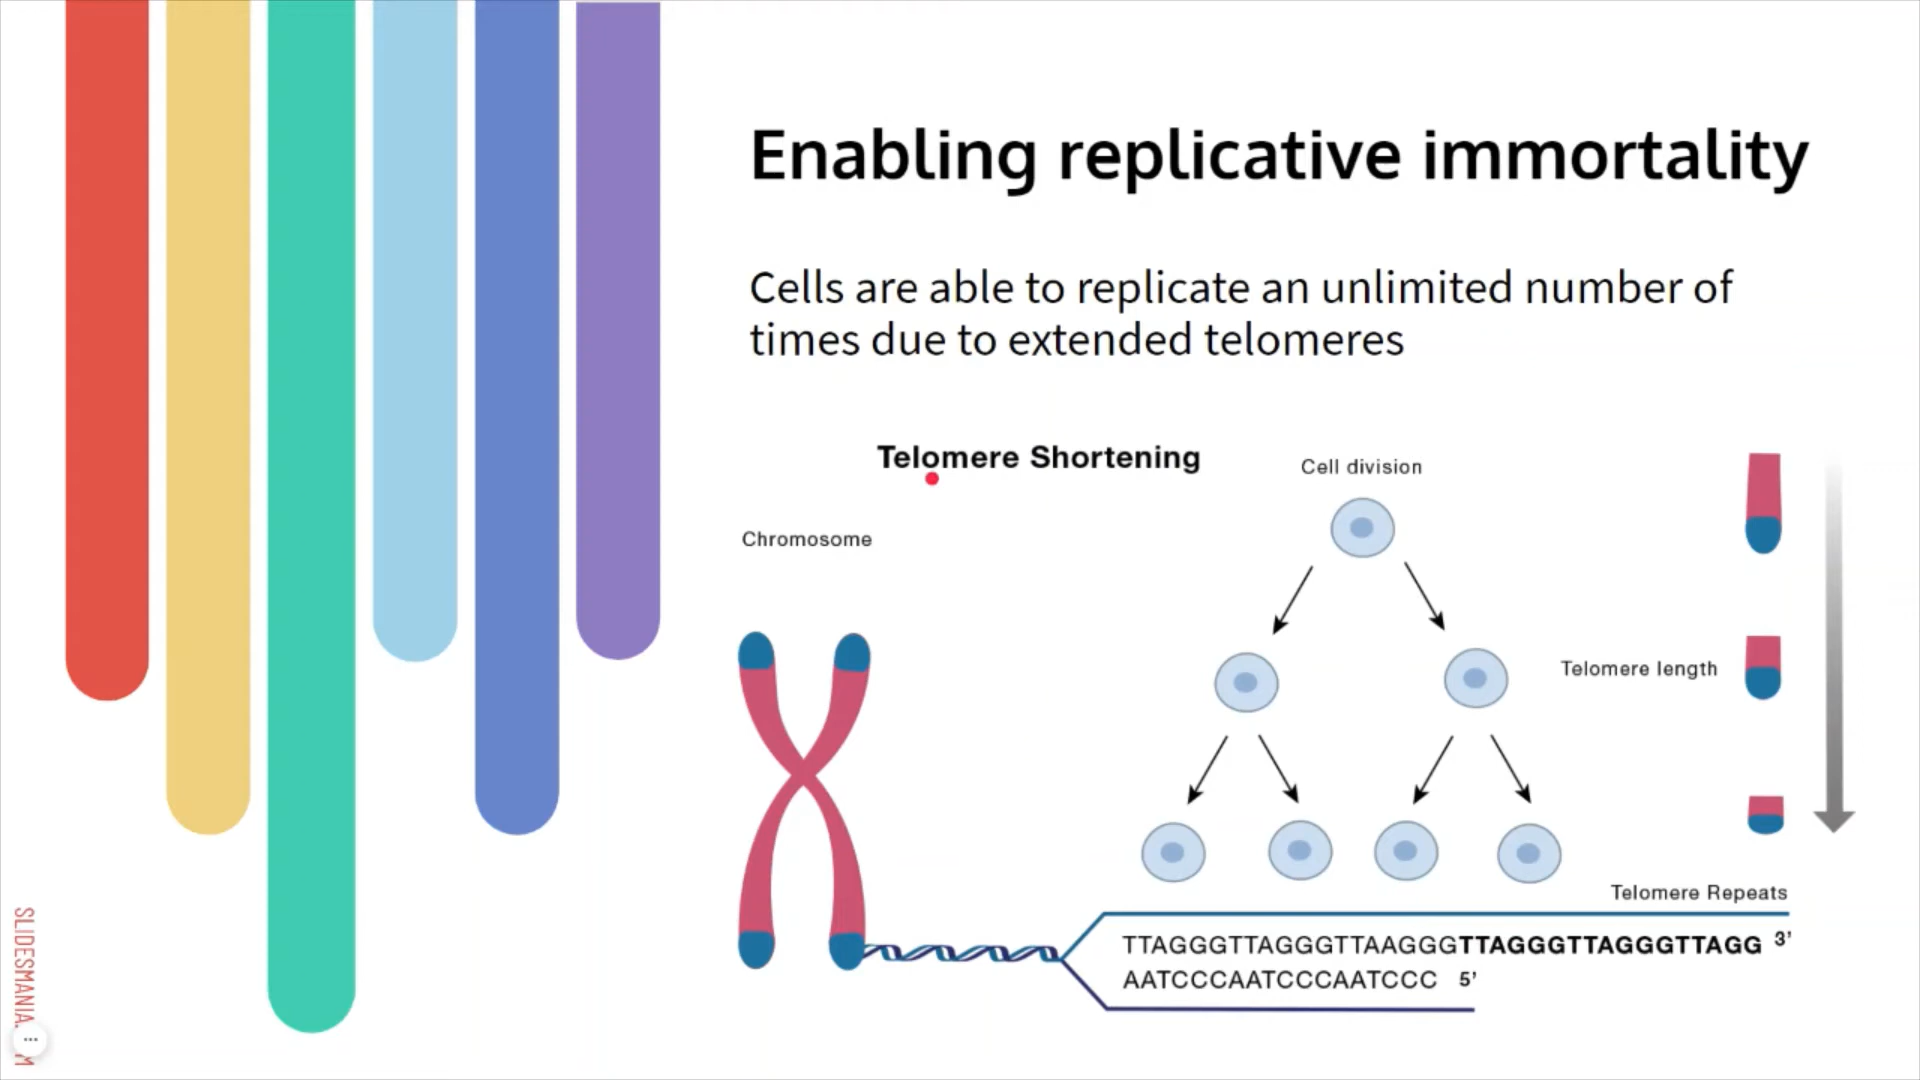 Enabling replicative immortality
Cells are able to replicate an unlimited number of
times due to extended telomeres
Telomere Shortening
Cell division
Chromosome
Telomere length
Telomere Repeats
TTAGGGTTAGGGTTAAGGGTTAGGGTTAGGGTTAGG 3’
AATCCCAATCCCAATCCC 5’